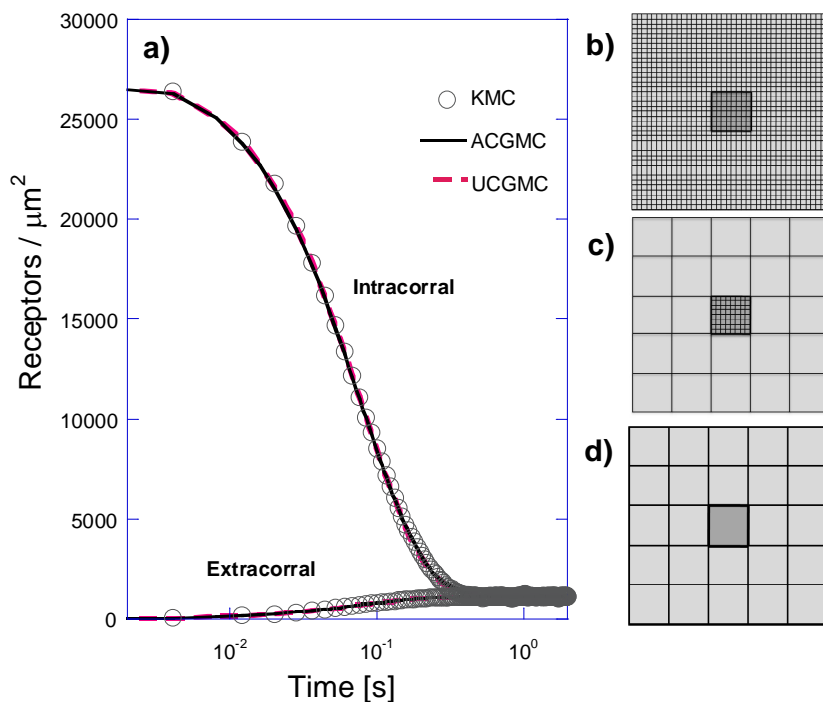 a)
30000
25000
20000
15000
10000
5000
0
Receptors / μm²
KMC
ACGMC
UCGMC
Intracorral
Extracorral
10⁻²
10⁻¹
10⁰
Time [s]
b)
c)
d)